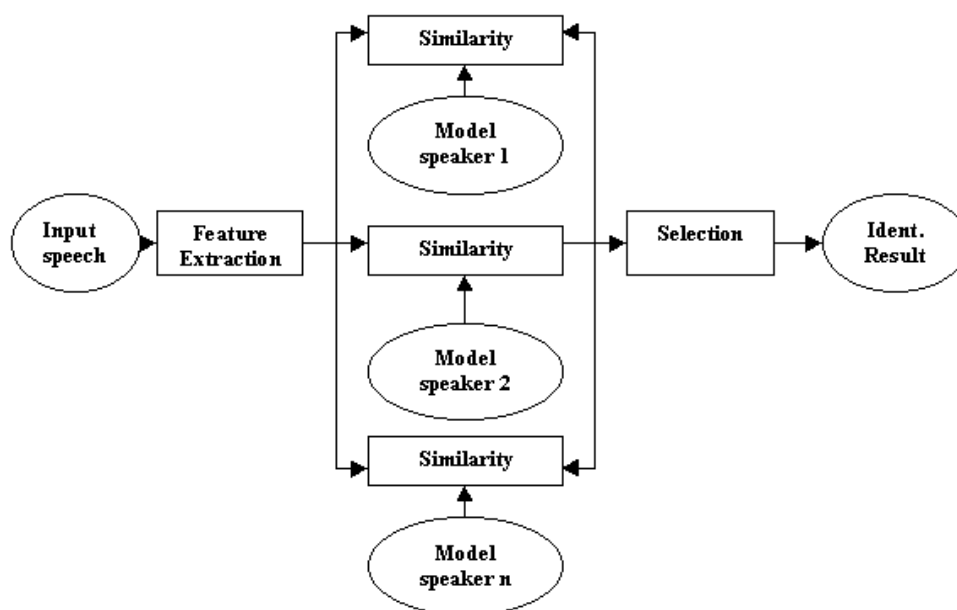 Similarity
Model
speaker 1
Input
speech
Feature
Extraction
Similarity
Selection
Ident.
Result
Model
speaker 2
Similarity
Model
speaker n